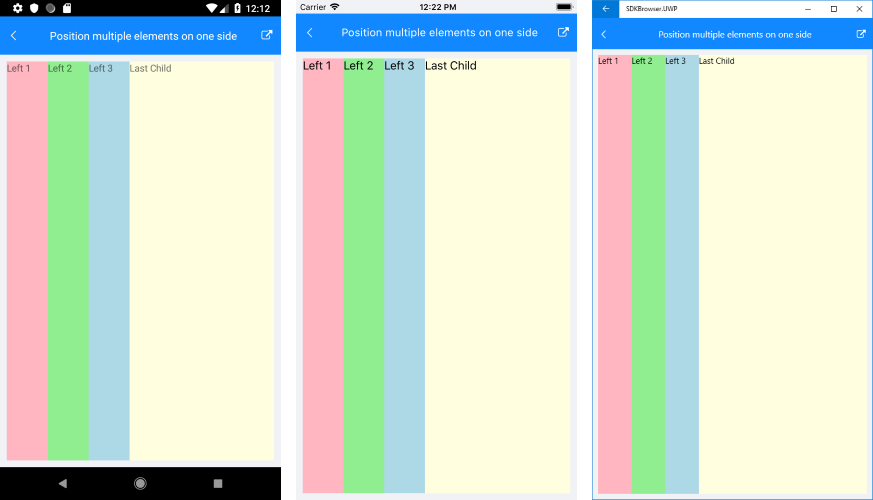 12:12
Position multiple elements on one side
Left 1 Left 2 Left 3 Last Child
Carrier 12:22 PM
Position multiple elements on one side
Left 1 Left 2 Left 3 Last Child
SDKBrowser.UWP
Position multiple elements on one side
Left 1 Left 2 Left 3 Last Child